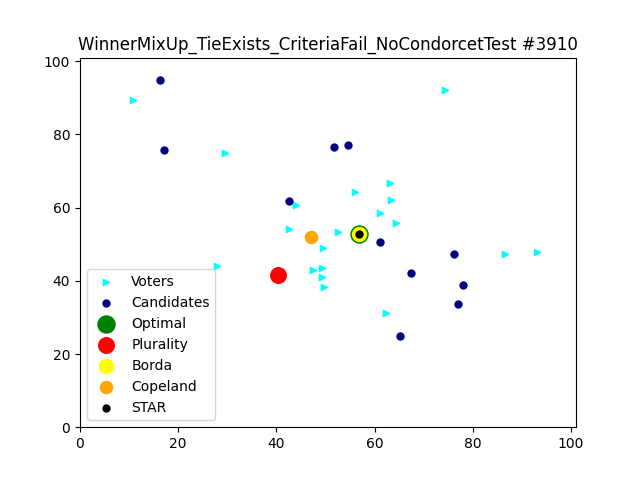 WinnerMixUp_TieExists_CriteriaFail_NoCondorcetTest #3910
100
80
60
40
20
0
Voters
Candidates
Optimal
Plurality
Borda
Copeland
STAR
0 20 40 60 80 100